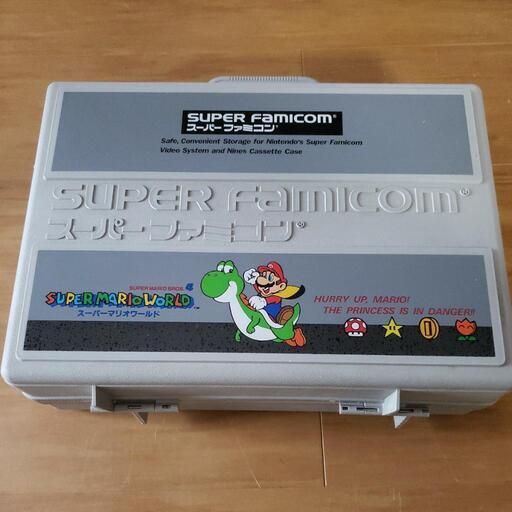 SUPER FAMICOM®
スーパーファミコン®
Safe, Convenient Storage for Nintendo's Super Famicom
Video System and Nines Cassette Case
SUPER FAMICOM®
スーパーファミコン®
SUPER MARIO BROS. 4
SUPER MARIO WORLD™
スーパーマリオワールド
HURRY UP, MARIO!
THE PRINCESS IS IN DANGER!!